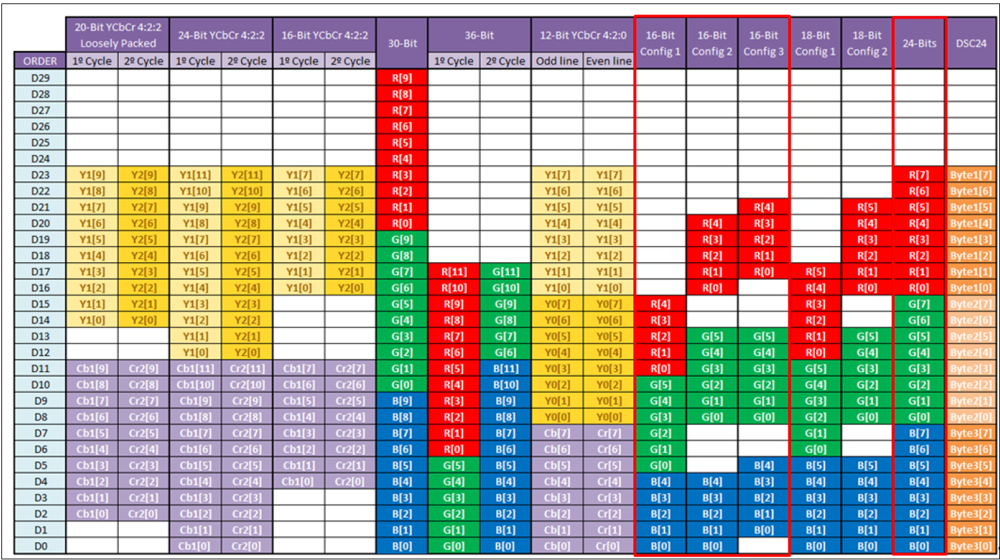 20-Bit YCbCr 4:2:2 Loosely Packed 24-Bit YCbCr 4:2:2 16-Bit YCbCr 4:2:2 30-Bit 36-Bit 12-Bit YCbCr 4:2:0 16-Bit Config 1 16-Bit Config 2 16-Bit Config 3 18-Bit Config 1 18-Bit Config 2 24-Bits DSC24
ORDER 1º Cycle 2º Cycle 1º Cycle 2º Cycle 1º Cycle 2º Cycle 1º Cycle 2º Cycle Odd line Even line
D29 R[9]
D28 R[8]
D27 R[7]
D26 R[6]
D25 R[5]
D24 R[4]
D23 Y1[9] Y2[9] Y1[11] Y2[11] Y1[7] Y2[7] R[3] Y1[7] Y1[7] R[7] Byte1[7]
D22 Y1[8] Y2[8] Y1[10] Y2[10] Y1[6] Y2[6] R[2] Y1[6] Y1[6] R[6] Byte1[6]
D21 Y1[7] Y2[7] Y1[9] Y2[9] Y1[5] Y2[5] R[1] Y1[5] Y1[5] R[4] R[5] R[5] Byte1[5]
D20 Y1[6] Y2[6] Y1[8] Y2[8] Y1[4] Y2[4] R[0] Y1[4] Y1[4] R[4] R[3] R[4] R[4] Byte1[4]
D19 Y1[5] Y2[5] Y1[7] Y2[7] Y1[3] Y2[3] G[9] Y1[3] Y1[3] R[3] R[2] R[3] R[3] Byte1[3]
D18 Y1[4] Y2[4] Y1[6] Y2[6] Y1[2] Y2[2] G[8] Y1[2] Y1[2] R[2] R[1] R[2] R[2] Byte1[2]
D17 Y1[3] Y2[3] Y1[5] Y2[5] Y1[1] Y2[1] G[7] R[11] G[11] Y1[1] Y1[1] R[1] R[0] R[5] R[1] R[1] Byte1[1]
D16 Y1[2] Y2[2] Y1[4] Y2[4] Y1[0] Y2[0] G[6] R[10] G[10] Y1[0] Y1[0] R[0] R[4] R[0] R[0] Byte1[0]
D15 Y1[1] Y2[1] Y1[3] Y2[3] G[5] R[9] G[9] Y0[7] Y0[7] R[4] R[3] G[7] Byte2[7]
D14 Y1[0] Y2[0] Y1[2] Y2[2] G[4] R[8] G[8] Y0[6] Y0[6] R[3] R[2] G[6] Byte2[6]
D13 Y1[1] Y2[1] G[3] R[7] G[7] Y0[5] Y0[5] R[2] G[5] G[5] R[1] G[5] G[5] Byte2[5]
D12 Y1[0] Y2[0] G[2] R[6] G[6] Y0[4] Y0[4] R[1] G[4] G[4] R[0] G[4] G[4] Byte2[4]
D11 Cb1[9] Cr2[9] Cb1[11] Cr2[11] Cb1[7] Cr2[7] G[1] R[5] B[11] Y0[3] Y0[3] R[0] G[3] G[3] G[5] G[3] G[3] Byte2[3]
D10 Cb1[8] Cr2[8] Cb1[10] Cr2[10] Cb1[6] Cr2[6] G[0] R[4] B[10] Y0[2] Y0[2] G[5] G[2] G[2] G[4] G[2] G[2] Byte2[2]
D9 Cb1[7] Cr2[7] Cb1[9] Cr2[9] Cb1[5] Cr2[5] B[9] R[3] B[9] Y0[1] Y0[1] G[4] G[1] G[1] G[3] G[1] G[1] Byte2[1]
D8 Cb1[6] Cr2[6] Cb1[8] Cr2[8] Cb1[4] Cr2[4] B[8] R[2] B[8] Y0[0] Y0[0] G[3] G[0] G[0] G[2] G[0] G[0] Byte2[0]
D7 Cb1[5] Cr2[5] Cb1[7] Cr2[7] Cb1[3] Cr2[3] B[7] R[1] B[7] Cb[7] Cr[7] G[2] G[1] B[7] Byte3[7]
D6 Cb1[4] Cr2[4] Cb1[6] Cr2[6] Cb1[2] Cr2[2] B[6] R[0] B[6] Cb[6] Cr[6] G[1] G[0] B[6] Byte3[6]
D5 Cb1[3] Cr2[3] Cb1[5] Cr2[5] Cb1[1] Cr2[1] B[5] G[5] B[5] Cb[5] Cr[5] G[0] B[4] B[5] B[5] B[5] Byte3[5]
D4 Cb1[2] Cr2[2] Cb1[4] Cr2[4] Cb1[0] Cr2[0] B[4] G[4] B[4] Cb[4] Cr[4] B[4] B[4] B[3] B[4] B[4] B[4] Byte3[4]
D3 Cb1[1] Cr2[1] Cb1[3] Cr2[3] B[3] G[3] B[3] Cb[3] Cr[3] B[3] B[3] B[2] B[3] B[3] B[3] Byte3[3]
D2 Cb1[0] Cr2[0] Cb1[2] Cr2[2] B[2] G[2] B[2] Cb[2] Cr[2] B[2] B[2] B[1] B[2] B[2] B[2] Byte3[2]
D1 Cb1[1] Cr2[1] B[1] G[1] B[1] Cb[1] Cr[1] B[1] B[1] B[0] B[1] B[1] B[1] Byte3[1]
D0 Cb1[0] Cr2[0] B[0] G[0] B[0] Cb[0] Cr[0] B[0] B[0] B[0] B[0] B[0] Byte3[0]